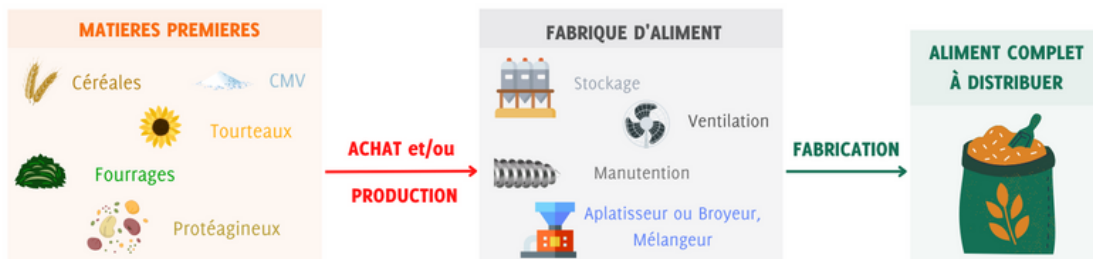 MATIERES PREMIERES
Céréales
CMV
Tourteaux
Fourrages
Protéagineux
ACHAT et/ou
PRODUCTION
FABRIQUE D'ALIMENT
Stockage
Ventilation
Manutention
Aplatisseur ou Broyeur,
Mélangeur
FABRICATION
ALIMENT COMPLET
À DISTRIBUER